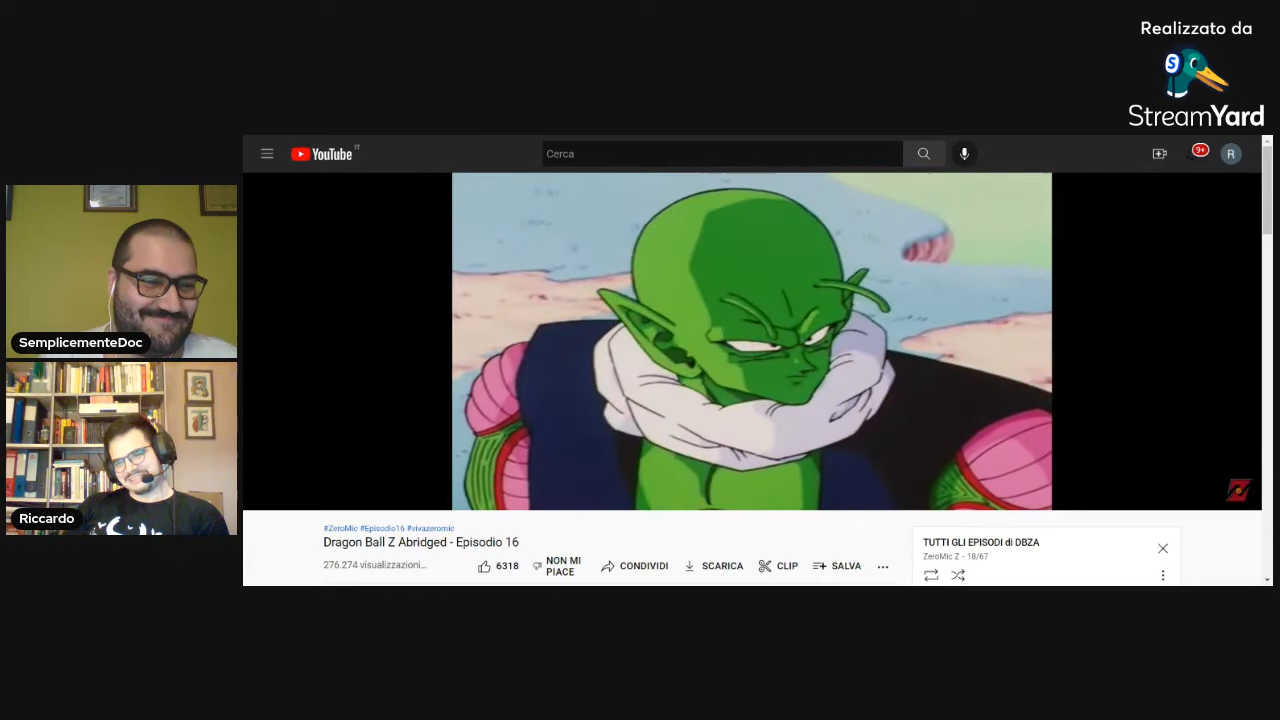 Realizzato da
S
StreamYard
YouTube IT
Cerca
9+
R
SemplicementeDoc
Riccardo
Z
#ZeroMic #Episodio16 #vivazeromic
Dragon Ball Z Abridged - Episodio 16
276.274 visualizzazioni...
6318
NON MI
PIACE
CONDIVIDI
SCARICA
CLIP
SALVA
TUTTI GLI EPISODI di DBZA
ZeroMic Z - 18/67